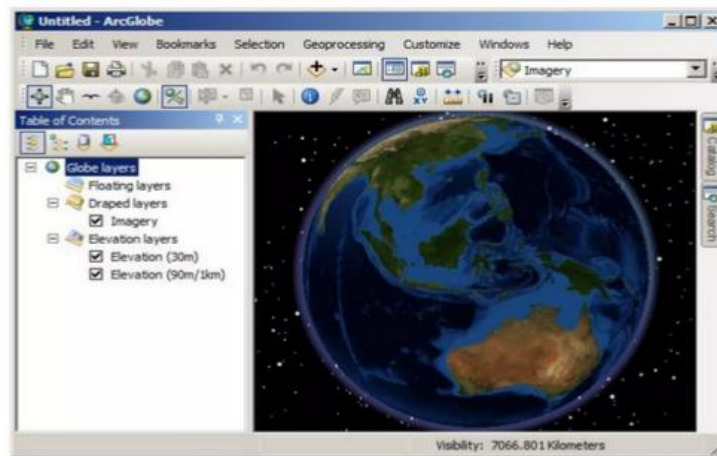 Untitled - ArcGlobe
File Edit View Bookmarks Selection Geoprocessing Customize Windows Help
Imagery
Table of Contents
Globe layers
Floating layers
Draped layers
Imagery
Elevation layers
Elevation (30m)
Elevation (90m/1km)
Catalog
Search
Visibility: 7066.801 Kilometers